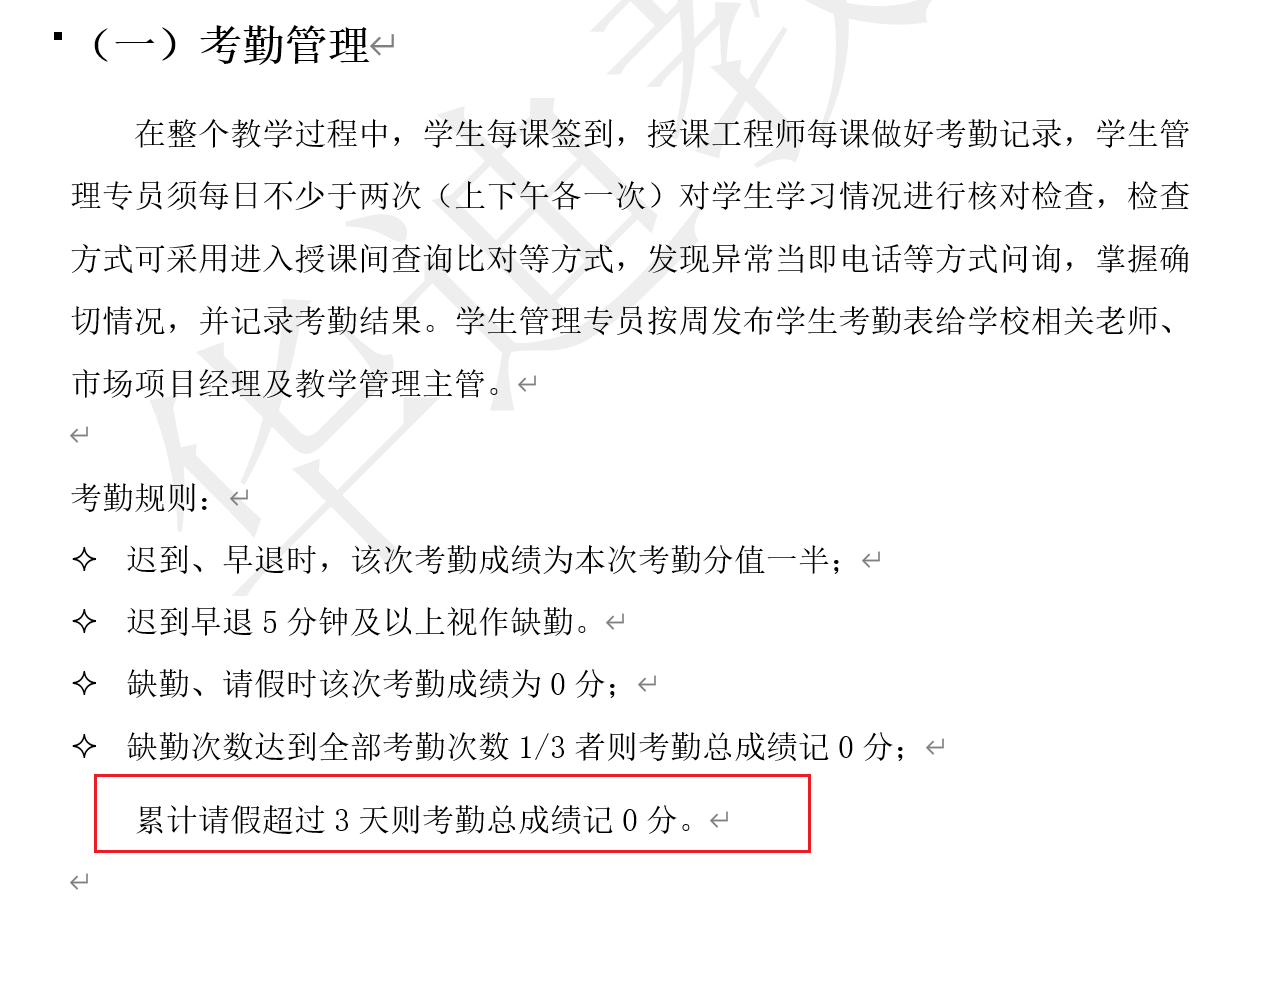 （一）考勤管理
在整个教学过程中，学生每课签到，授课工程师每课做好考勤记录，学生管
理专员须每日不少于两次（上下午各一次）对学生学习情况进行核对检查，检查
方式可采用进入授课间查询比对等方式，发现异常当即电话等方式问询，掌握确
切情况，并记录考勤结果。学生管理专员按周发布学生考勤表给学校相关老师、
市场项目经理及教学管理主管。
考勤规则：
迟到、早退时，该次考勤成绩为本次考勤分值一半；
迟到早退 5 分钟及以上视作缺勤。
缺勤、请假时该次考勤成绩为 0 分；
缺勤次数达到全部考勤次数 1/3 者则考勤总成绩记 0 分；
累计请假超过 3 天则考勤总成绩记 0 分。
华迪教